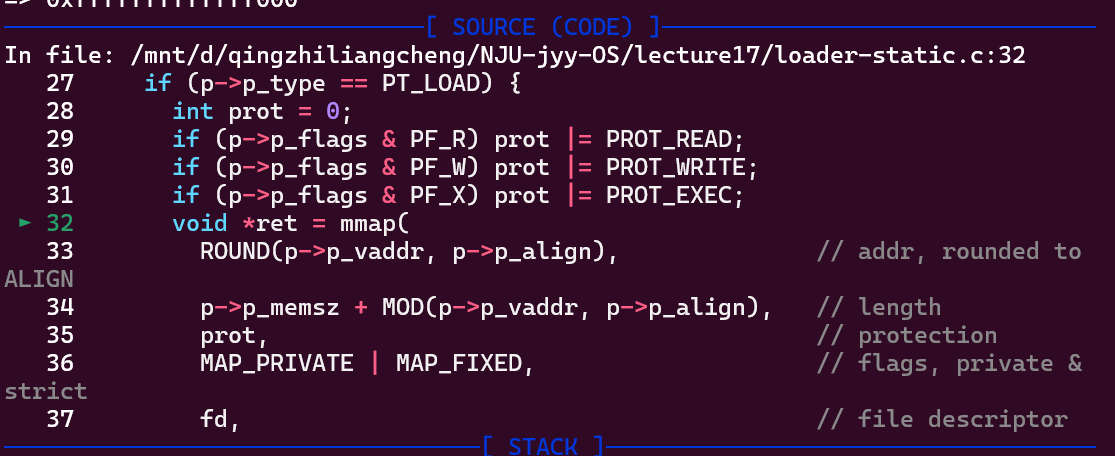 [ SOURCE (CODE) ]
In file: /mnt/d/qingzhiliangcheng/NJU-jyy-OS/lecture17/loader-static.c:32
27 if (p->p_type == PT_LOAD) {
28 int prot = 0;
29 if (p->p_flags & PF_R) prot |= PROT_READ;
30 if (p->p_flags & PF_W) prot |= PROT_WRITE;
31 if (p->p_flags & PF_X) prot |= PROT_EXEC;
► 32 void *ret = mmap(
33 ROUND(p->p_vaddr, p->p_align), // addr, rounded to
ALIGN
34 p->p_memsz + MOD(p->p_vaddr, p->p_align), // length
35 prot, // protection
36 MAP_PRIVATE | MAP_FIXED, // flags, private &
strict
37 fd, // file descriptor
[ STACK ]